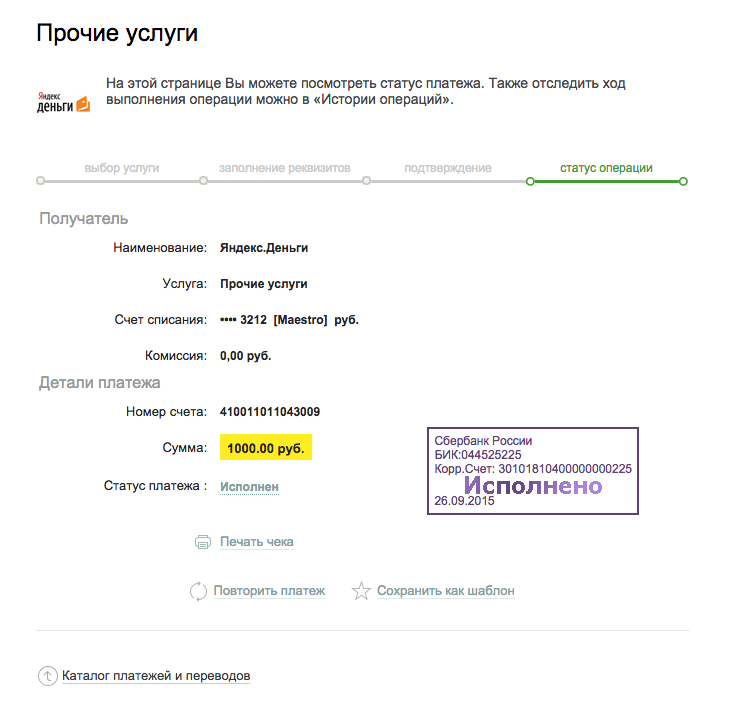 Прочие услуги
Яндекс
деньги
На этой странице Вы можете посмотреть статус платежа. Также отследить ход
выполнения операции можно в «Истории операций».
выбор услуги
заполнение реквизитов
подтверждение
статус операции
Получатель
Наименование: Яндекс.Деньги
Услуга: Прочие услуги
Счет списания: •••• 3212 [Maestro] руб.
Комиссия: 0,00 руб.
Детали платежа
Номер счета: 410011011043009
Сумма: 1000.00 руб.
Статус платежа : Исполнен
Сбербанк России
БИК:044525225
Корр.Счет: 30101810400000000225
Исполнено
26.09.2015
Печать чека
Повторить платеж
Сохранить как шаблон
Каталог платежей и переводов